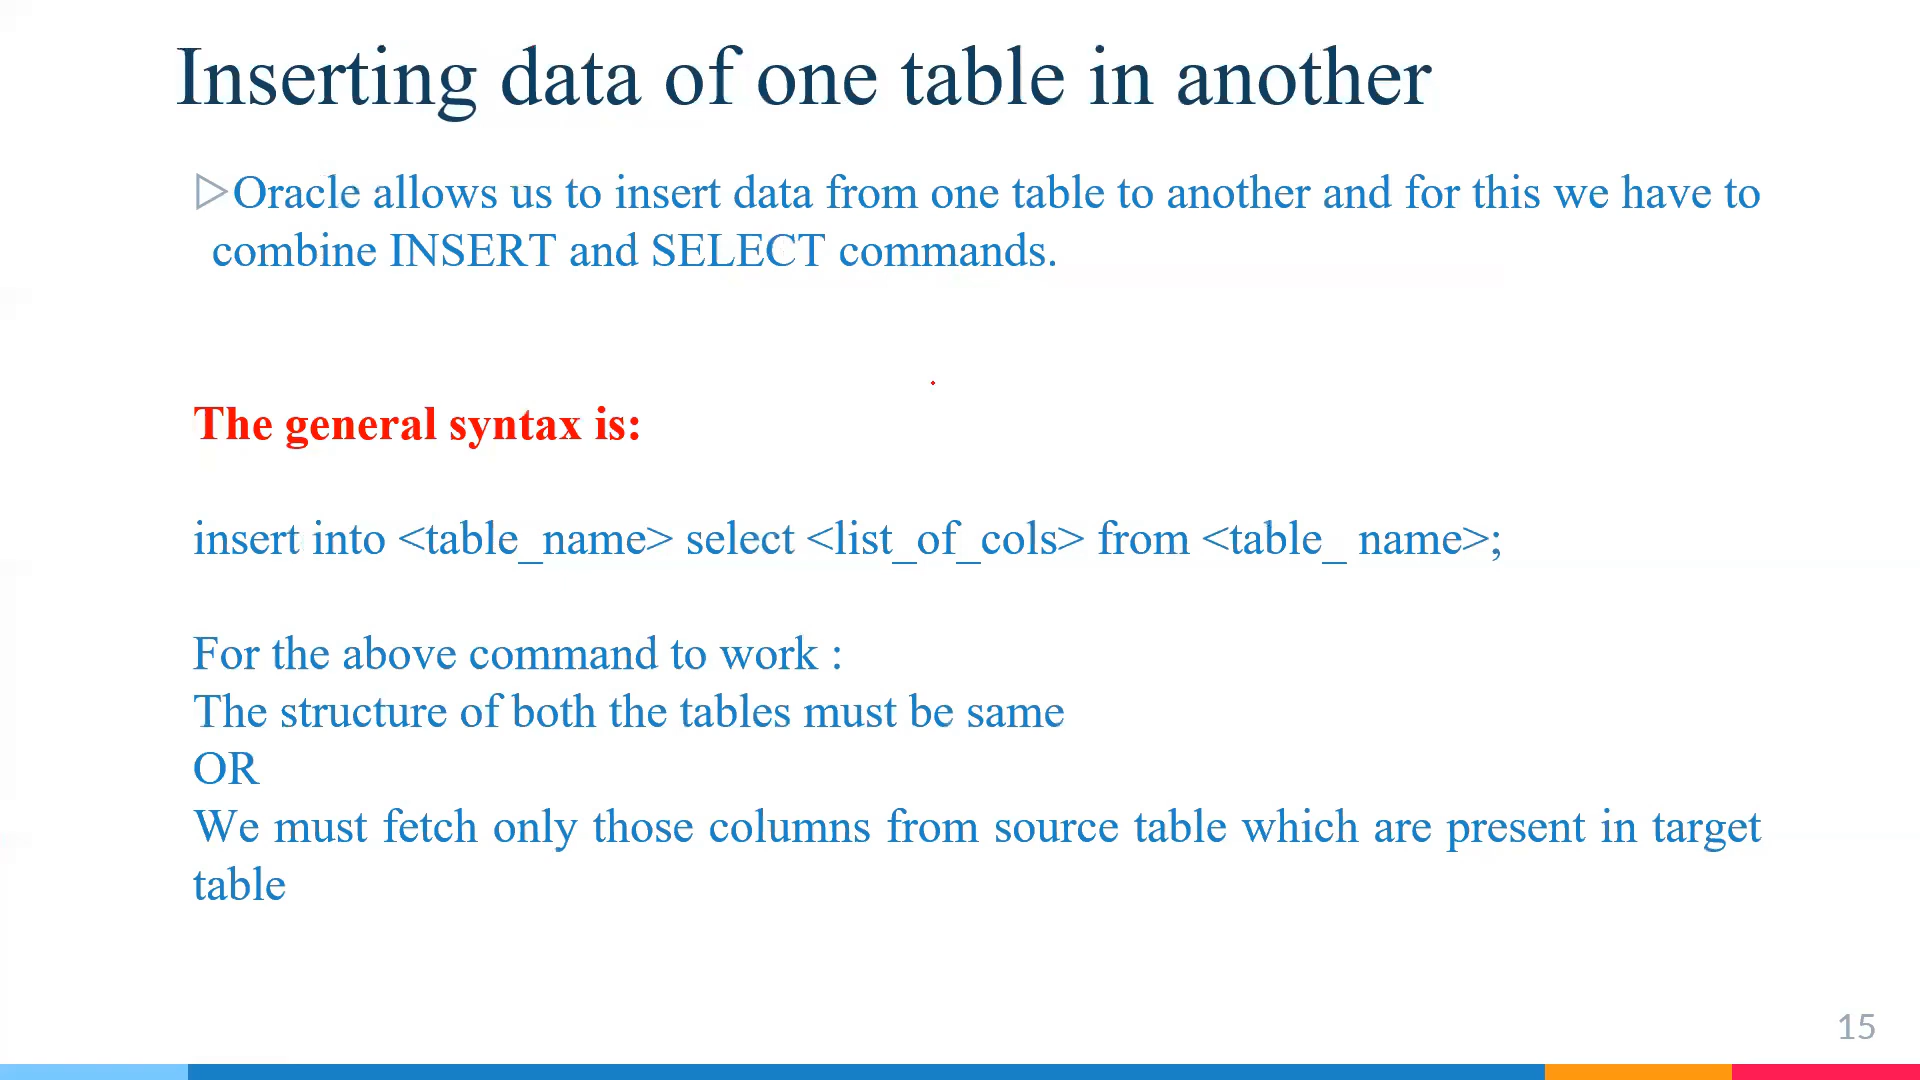 Inserting data of one table in another
Oracle allows us to insert data from one table to another and for this we have to
combine INSERT and SELECT commands.
The general syntax is:
insert into <table_name> select <list_of_cols> from <table_ name>;
For the above command to work :
The structure of both the tables must be same
OR
We must fetch only those columns from source table which are present in target
table
15